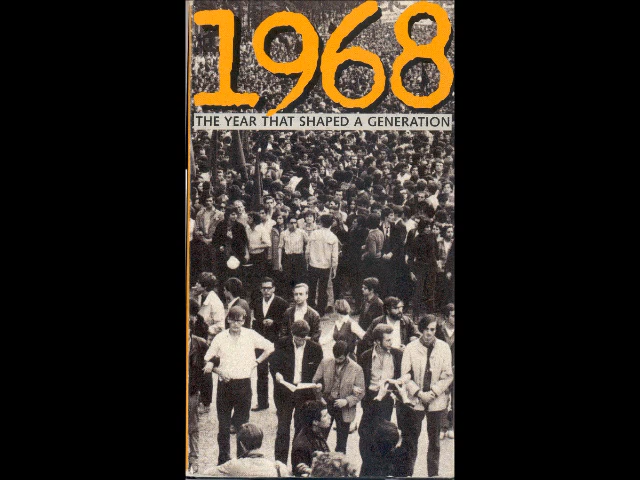 1968
THE YEAR THAT SHAPED A GENERATION